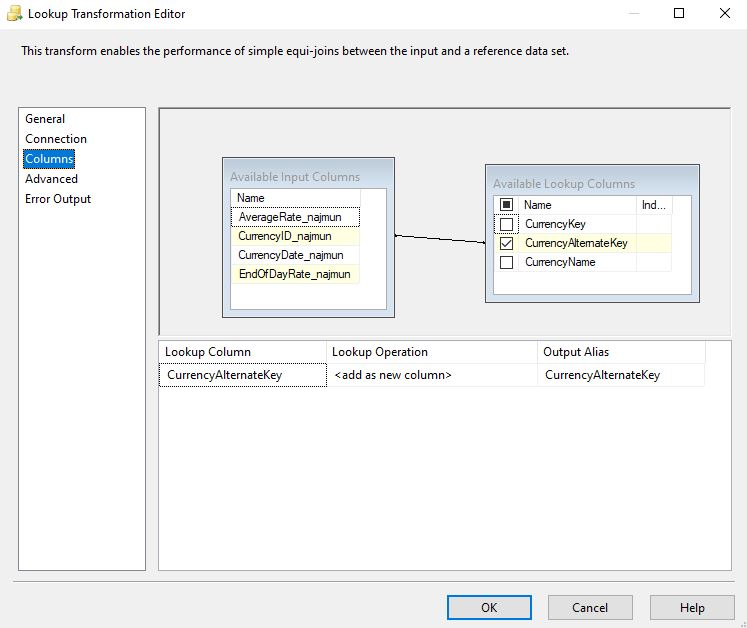 Lookup Transformation Editor
This transform enables the performance of simple equi-joins between the input and a reference data set.
General
Connection
Columns
Advanced
Error Output
Available Input Columns
Name
AverageRate_najmun
CurrencyID_najmun
CurrencyDate_najmun
EndOfDayRate_najmun
Available Lookup Columns
Name Ind...
CurrencyKey
CurrencyAlternateKey
CurrencyName
Lookup Column Lookup Operation Output Alias
CurrencyAlternateKey <add as new column> CurrencyAlternateKey
OK Cancel Help